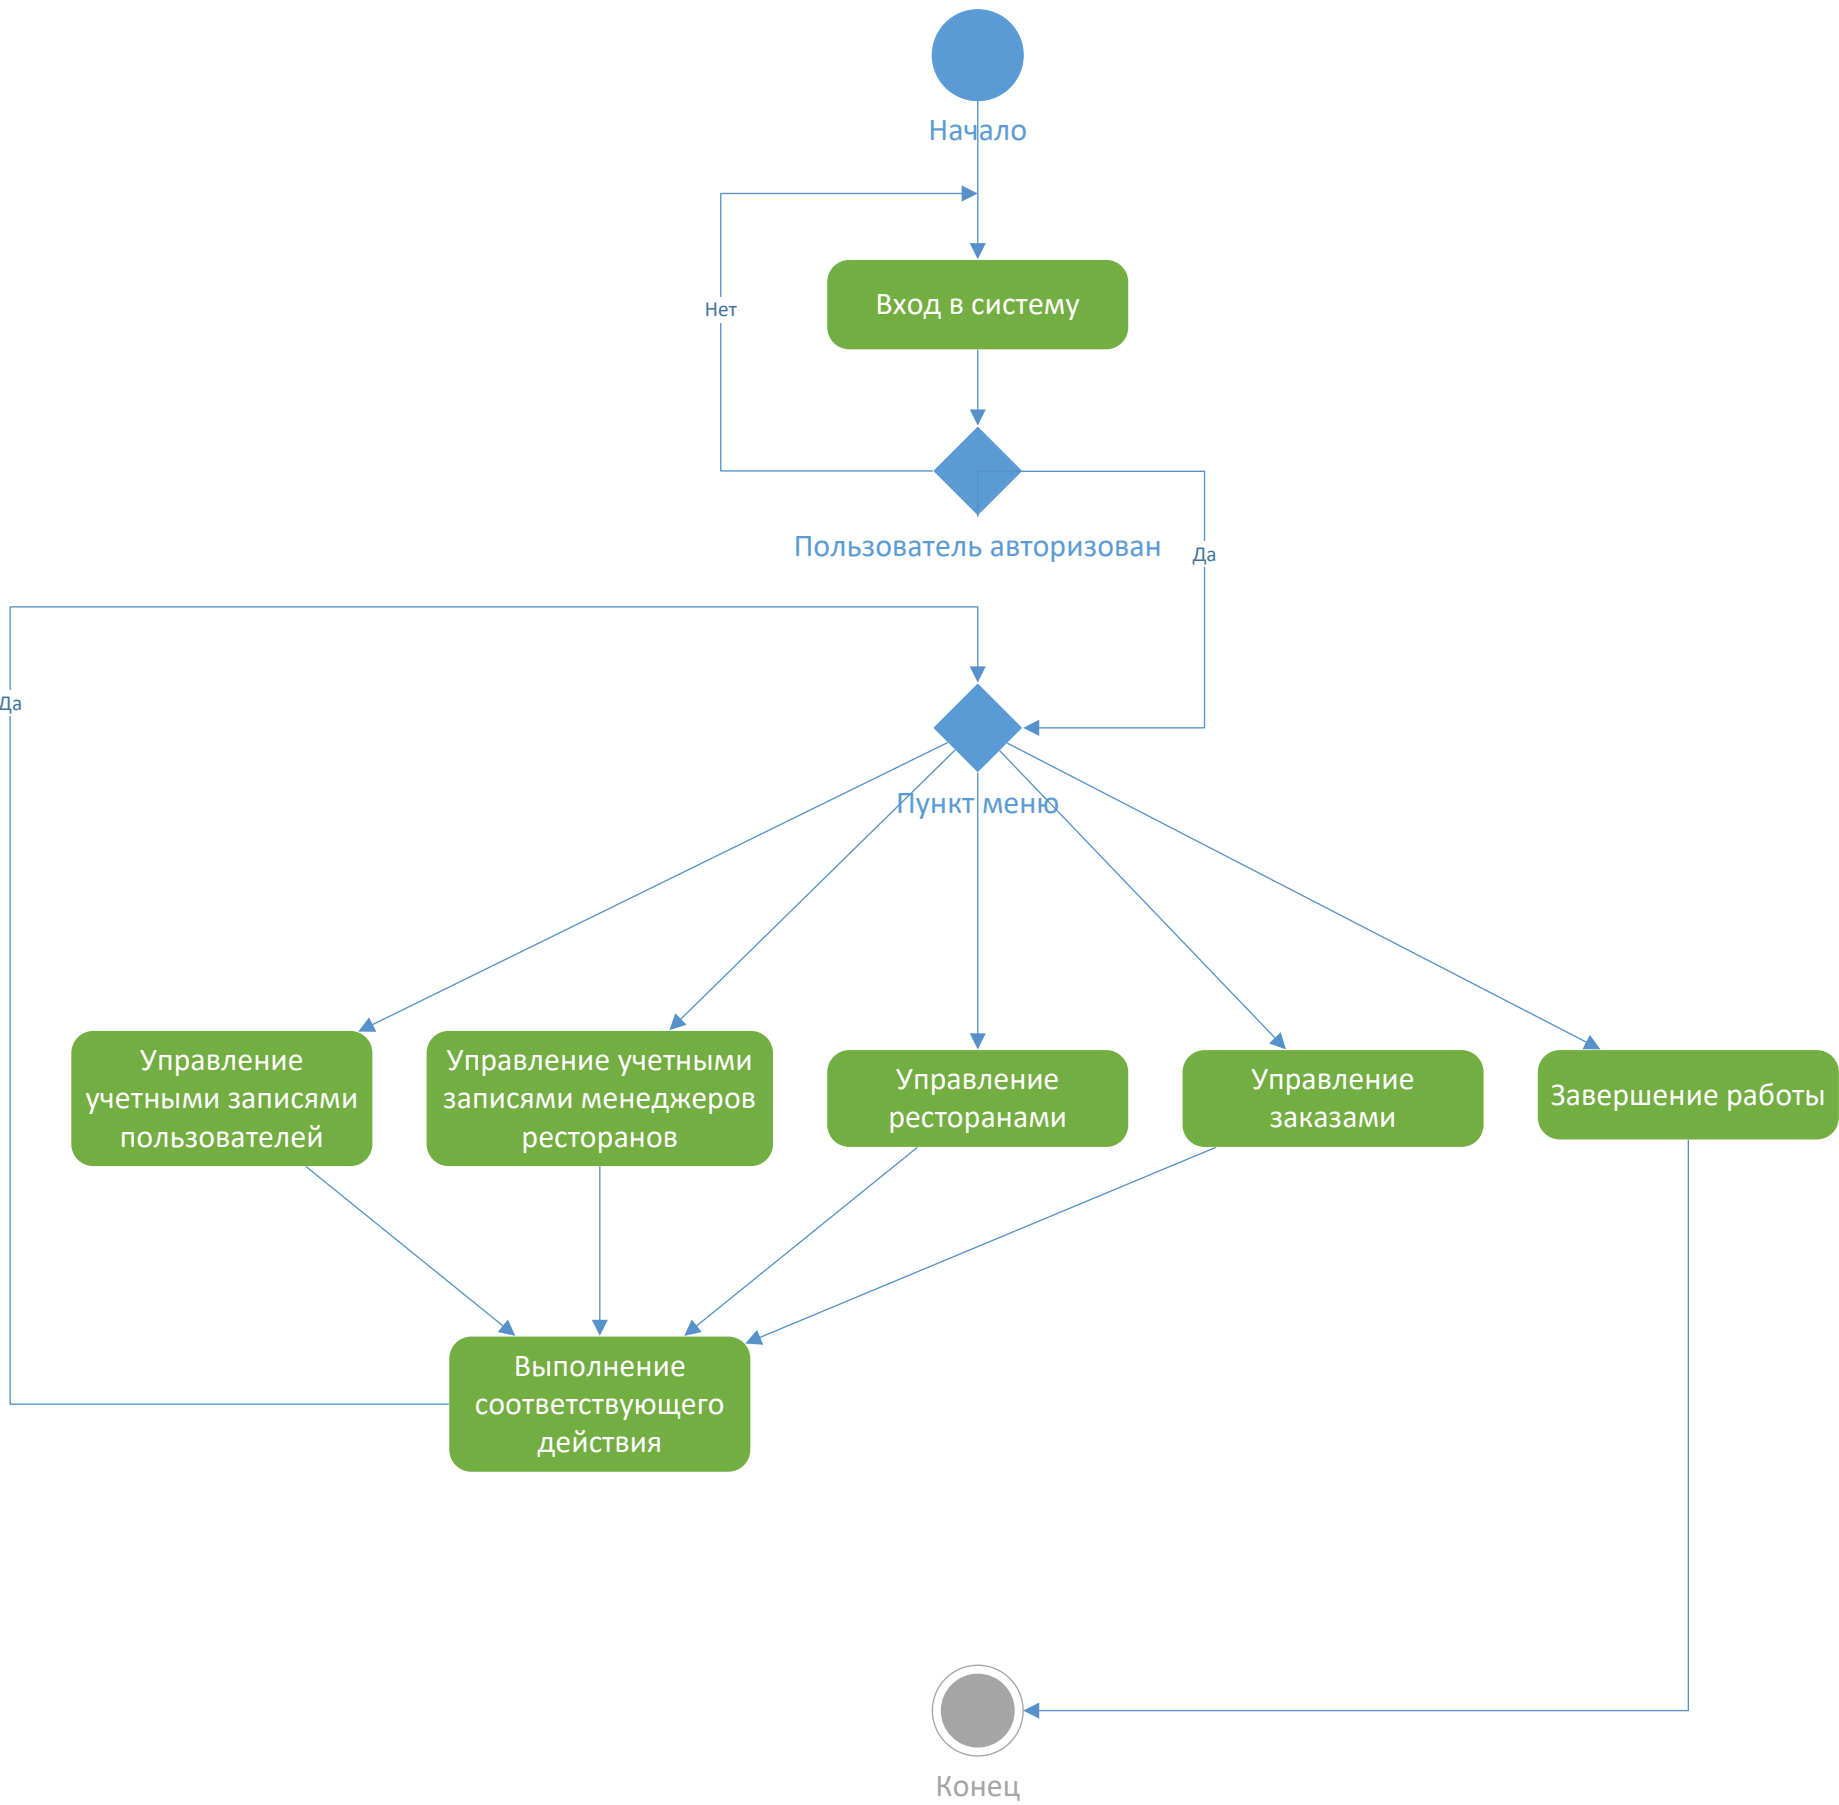 Начало
Нет
Вход в систему
Пользователь авторизован
Да
Да
Пункт меню
Управление
учетными записями
пользователей
Управление учетными
записями менеджеров
ресторанов
Управление
ресторанами
Управление
заказами
Завершение работы
Выполнение
соответствующего
действия
Конец